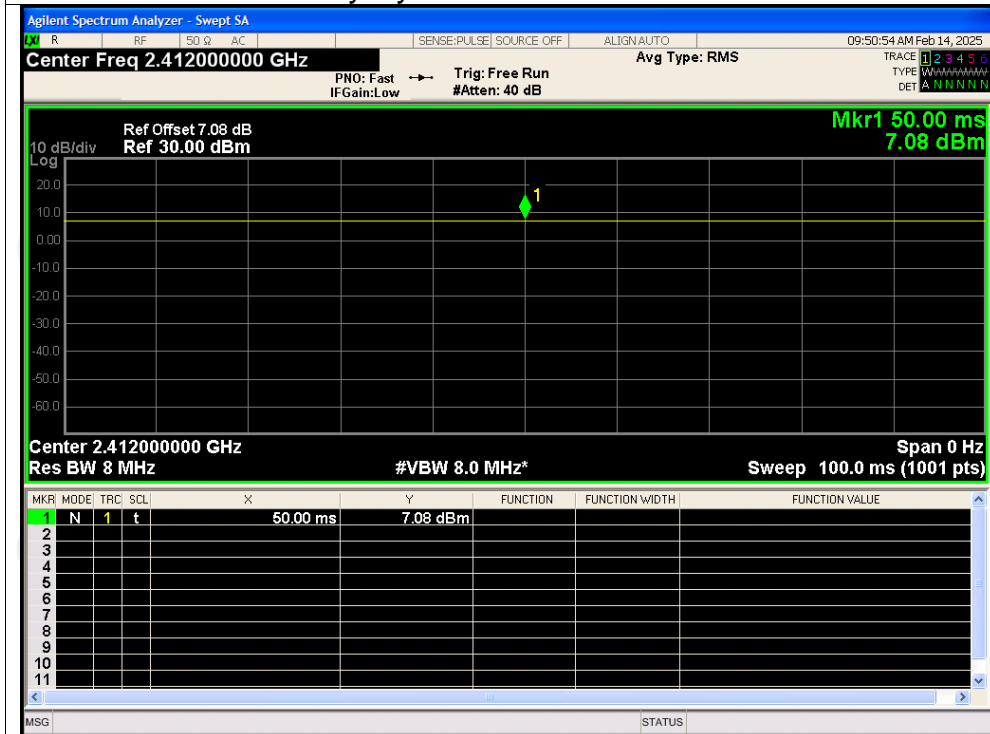 Agilent Spectrum Analyzer - Swept SA
LXI R RF 50 Ω AC SENSE:PULSE SOURCE OFF ALIGN AUTO 09:50:54 AM Feb 14, 2025
Center Freq 2.412000000 GHz
PNO: Fast
IFGain:Low
Trig: Free Run
#Atten: 40 dB
Avg Type: RMS
TRACE 1 2 3 4 5 6
TYPE WWWWWW
DET A N N N N N
Mkr1 50.00 ms
7.08 dBm
Ref Offset 7.08 dB
10 dB/div Ref 30.00 dBm
Log
20.0
10.0
0.00
-10.0
-20.0
-30.0
-40.0
-50.0
-60.0
1
Center 2.412000000 GHz Span 0 Hz
Res BW 8 MHz #VBW 8.0 MHz* Sweep 100.0 ms (1001 pts)
MKR MODE TRC SCL X Y FUNCTION FUNCTION WIDTH FUNCTION VALUE
1 N 1 t 50.00 ms 7.08 dBm
2
3
4
5
6
7
8
9
10
11
MSG STATUS